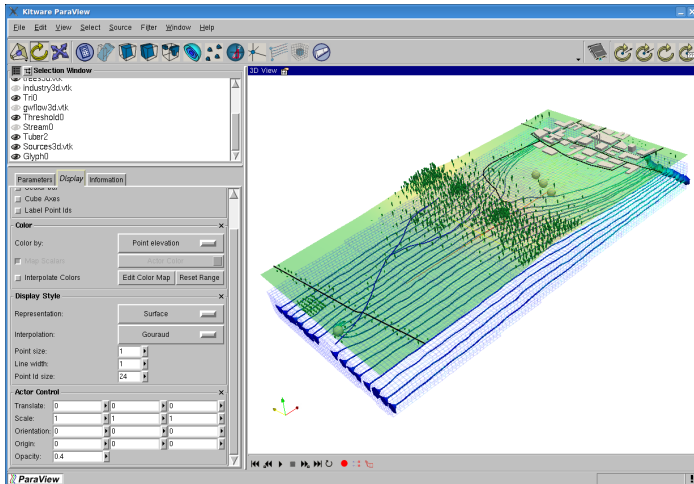 Kitware ParaView
File Edit View Select Source Filter Window Help
Selection Window
3D View
trees3d.vtk
industry3d.vtk
Tri0
gwflow3d.vtk
Threshold0
Stream0
Tuber2
Sources3d.vtk
Glyph0
Parameters Display Information
Cube Axes
Label Point Ids
Color
Color by: Point elevation
Map Scalars Actor Color
Interpolate Colors Edit Color Map Reset Range
Display Style
Representation: Surface
Interpolation: Gouraud
Point size: 1
Line width: 1
Point Id size: 24
Actor Control
Translate: 0 0 0
Scale: 1 1 1
Orientation: 0 0 0
Origin: 0 0 0
Opacity: 0.4
ParaView